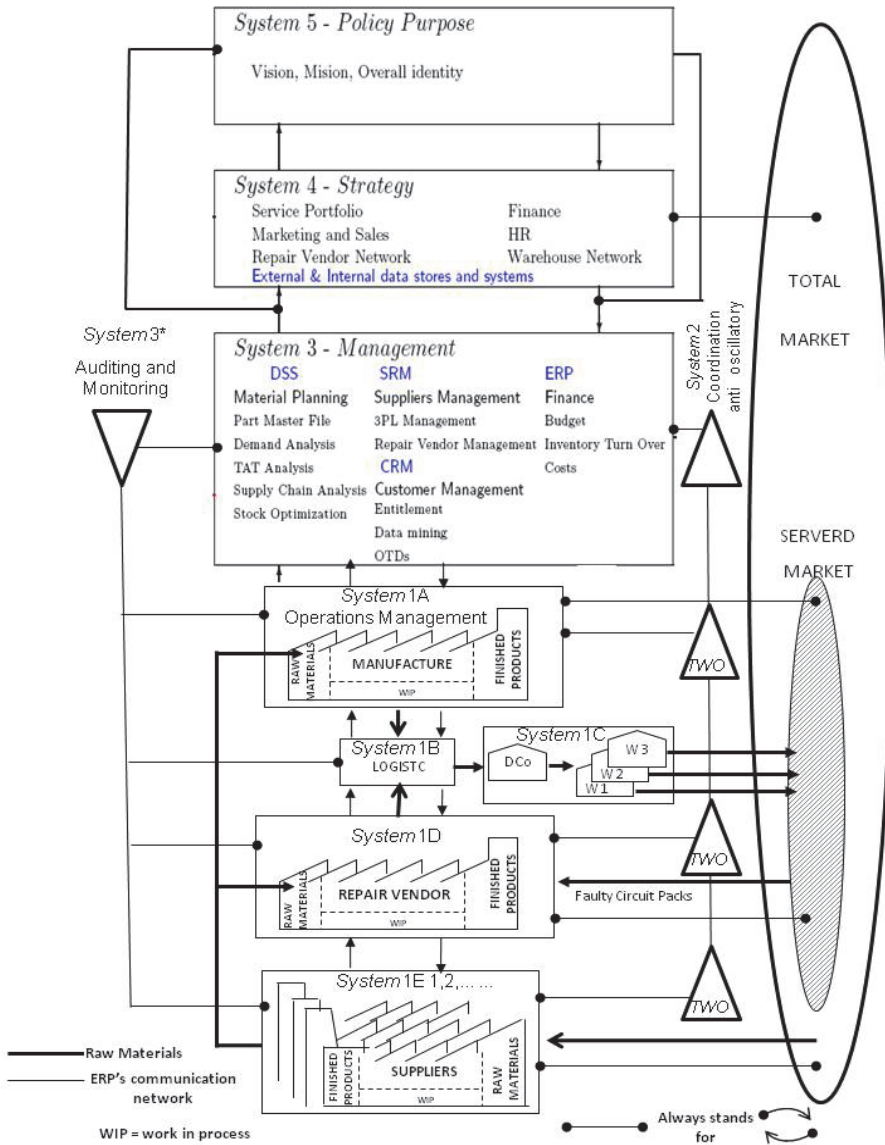 System 5 - Policy Purpose
Vision, Mision, Overall identity
System 4 - Strategy
Service Portfolio
Finance
Marketing and Sales
HR
Repair Vendor Network
Warehouse Network
External & Internal data stores and systems
TOTAL
MARKET
System3*
Auditing and
Monitoring
System2
Coordination
anti oscillatory
System 3 - Management
DSS
SRM
ERP
Material Planning
Suppliers Management
Finance
Part Master File
3PL Management
Budget
Demand Analysis
Repair Vendor Management
Inventory Turn Over
TAT Analysis
CRM
Costs
Supply Chain Analysis
Customer Management
Stock Optimization
Entitlement
Data mining
OTDs
SERVERD
MARKET
System1A
Operations Management
RAW
MATERIALS
MANUFACTURE
WIP
FINISHED
PRODUCTS
TWO
System1B
LOGISTC
System1C
DCo
W 3
W 2
W 1
System1D
RAW
MATERIALS
REPAIR VENDOR
WIP
FINISHED
PRODUCTS
TWO
Faulty Circuit Packs
System1E 1,2,... ...
FINISHED
PRODUCTS
SUPPLIERS
WIP
RAW
MATERIALS
TWO
Raw Materials
ERP's communication
network
WIP = work in process
Always stands
for